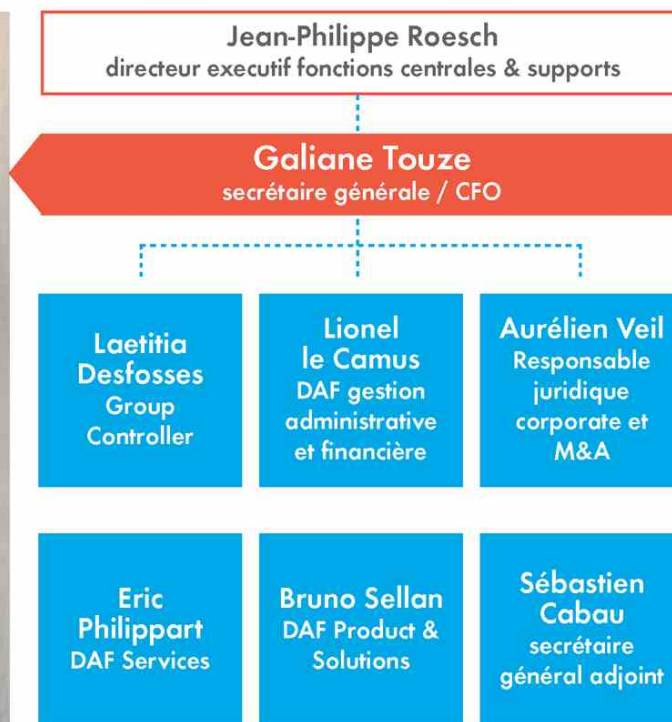 Jean-Philippe Roesch
directeur executif fonctions centrales & supports
Galiane Touze
secrétaire générale / CFO
Laetitia
Desfosses
Group
Controller
Lionel
le Camus
DAF gestion
administrative
et financière
Aurélien Veil
Responsable
juridique
corporate et
M&A
Eric
Philippart
DAF Services
Bruno Sellan
DAF Product &
Solutions
Sébastien
Cabau
secrétaire
général adjoint